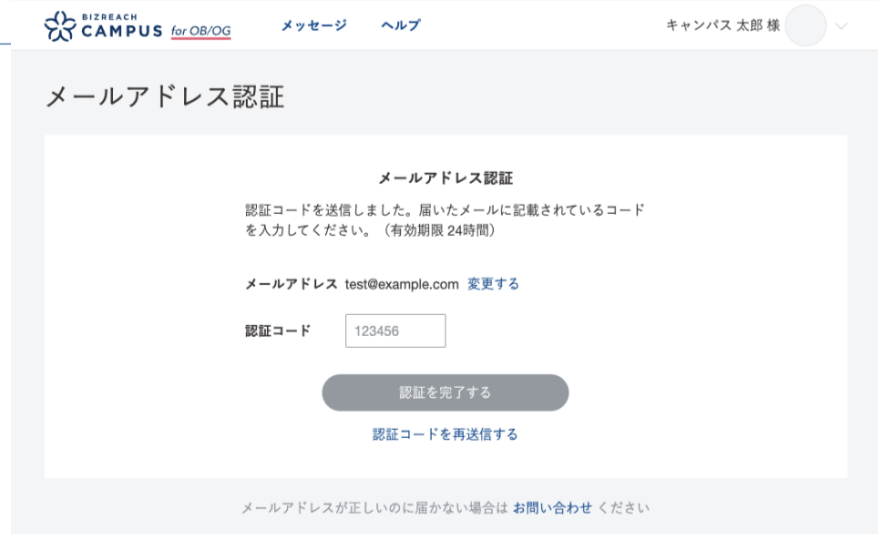 BIZREACH
CAMPUS for OB/OG メッセージ ヘルプ キャンパス 太郎 様
メールアドレス認証
メールアドレス認証
認証コードを送信しました。届いたメールに記載されているコード
を入力してください。（有効期限 24時間）
メールアドレス test@example.com 変更する
認証コード 123456
認証を完了する
認証コードを再送信する
メールアドレスが正しいのに届かない場合は お問い合わせ ください